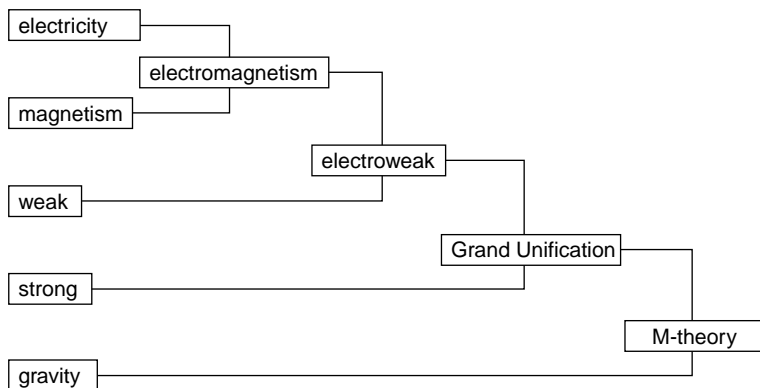 electricity
electromagnetism
magnetism
electroweak
weak
Grand Unification
strong
M-theory
gravity